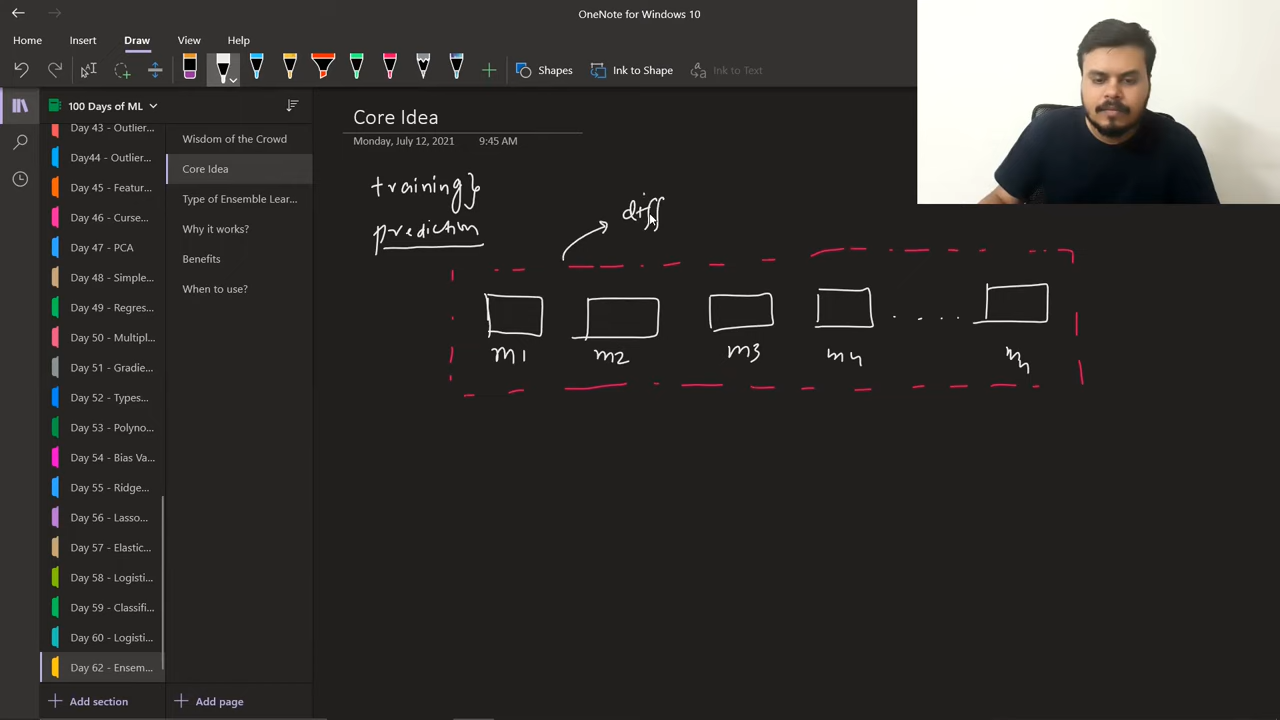 OneNote for Windows 10
Home Insert Draw View Help
Shapes Ink to Shape Ink to Text
100 Days of ML
Day 43 - Outlier...
Day44 - Outlier...
Day 45 - Featur...
Day 46 - Curse...
Day 47 - PCA
Day 48 - Simple...
Day 49 - Regres...
Day 50 - Multipl...
Day 51 - Gradie...
Day 52 - Types...
Day 53 - Polyno...
Day 54 - Bias Va...
Day 55 - Ridge...
Day 56 - Lasso...
Day 57 - Elastic...
Day 58 - Logisti...
Day 59 - Classifi...
Day 60 - Logisti...
Day 62 - Ensem...
Add section
Wisdom of the Crowd
Core Idea
Type of Ensemble Lear...
Why it works?
Benefits
When to use?
Add page
Core Idea
Monday, July 12, 2021 9:45 AM
training}
prediction
diff
m1 m2 m3 m4 .... mn